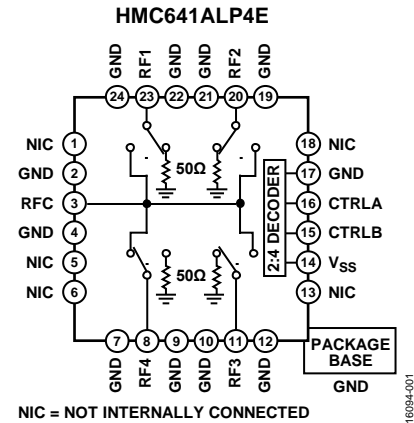 HMC641ALP4E
GND
RF1
GND
GND
RF2
GND
24
23
22
21
20
19
NIC 1
GND 2
RFC 3
GND 4
NIC 5
NIC 6
18 NIC
17 GND
16 CTRLA
15 CTRLB
14 VSS
13 NIC
50Ω
2:4 DECODER
50Ω
7
8
9
10
11
12
GND
RF4
GND
GND
RF3
GND
PACKAGE
BASE
GND
NIC = NOT INTERNALLY CONNECTED
16094-001